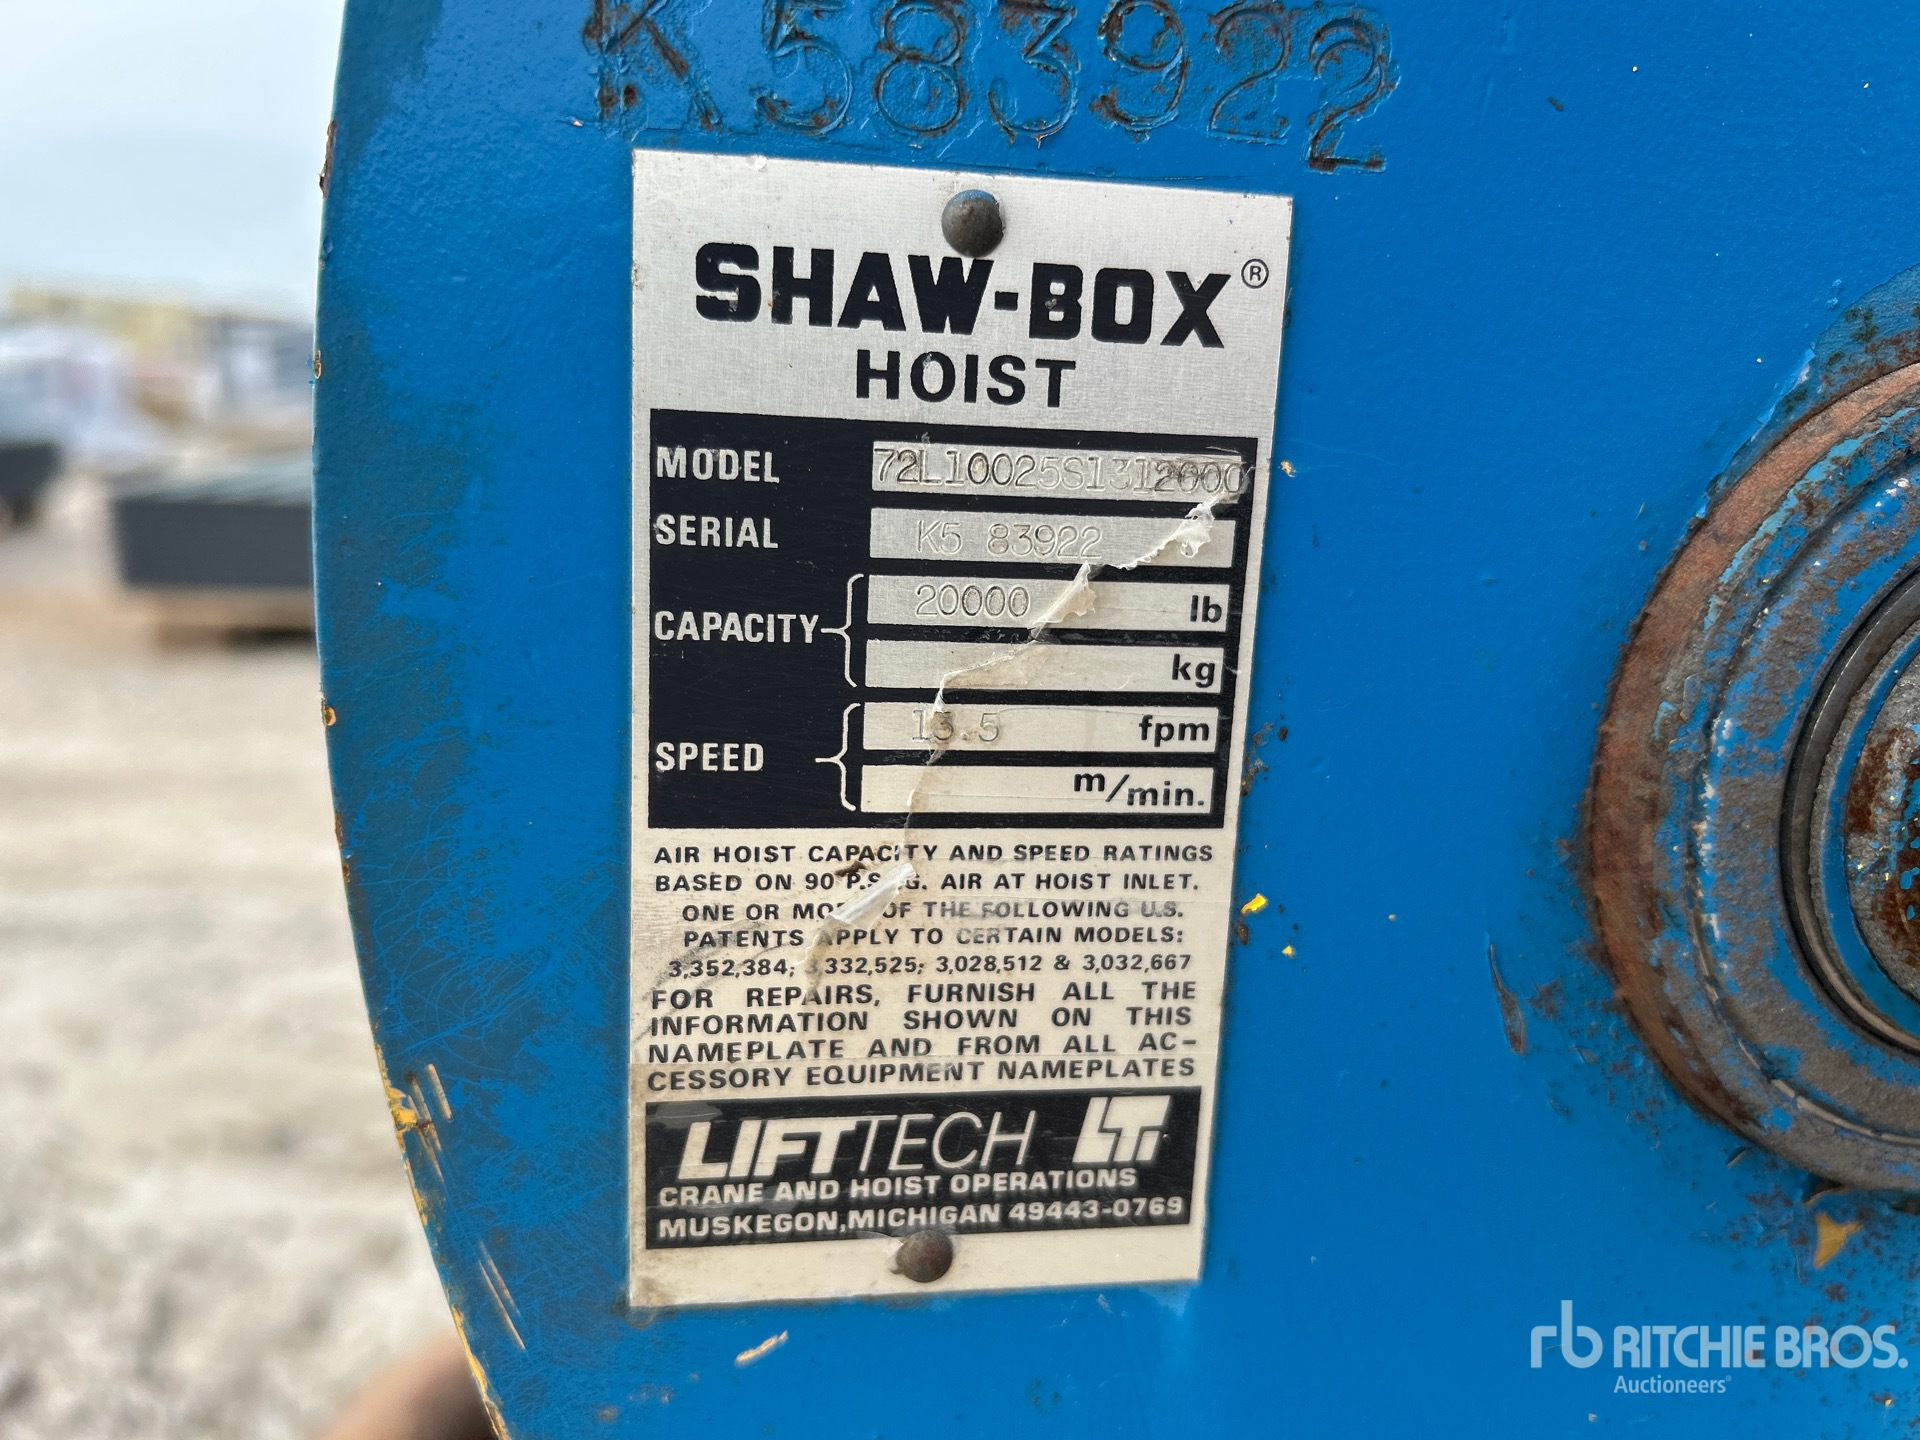 K583922
SHAW-BOX®
HOIST
MODEL 72L10025S1312000
SERIAL K5 83922
CAPACITY 20000 lb
kg
SPEED 13.5 fpm
m/min.
AIR HOIST CAPACITY AND SPEED RATINGS
BASED ON 90 P.S.I.G. AIR AT HOIST INLET.
ONE OR MORE OF THE FOLLOWING U.S.
PATENTS APPLY TO CERTAIN MODELS:
3,352,384; 3,332,525; 3,028,512 & 3,032,667
FOR REPAIRS, FURNISH ALL THE
INFORMATION SHOWN ON THIS
NAMEPLATE AND FROM ALL AC-
CESSORY EQUIPMENT NAMEPLATES
LIFTTECH LT.
CRANE AND HOIST OPERATIONS
MUSKEGON, MICHIGAN 49443-0769
rb RITCHIE BROS.
Auctioneers